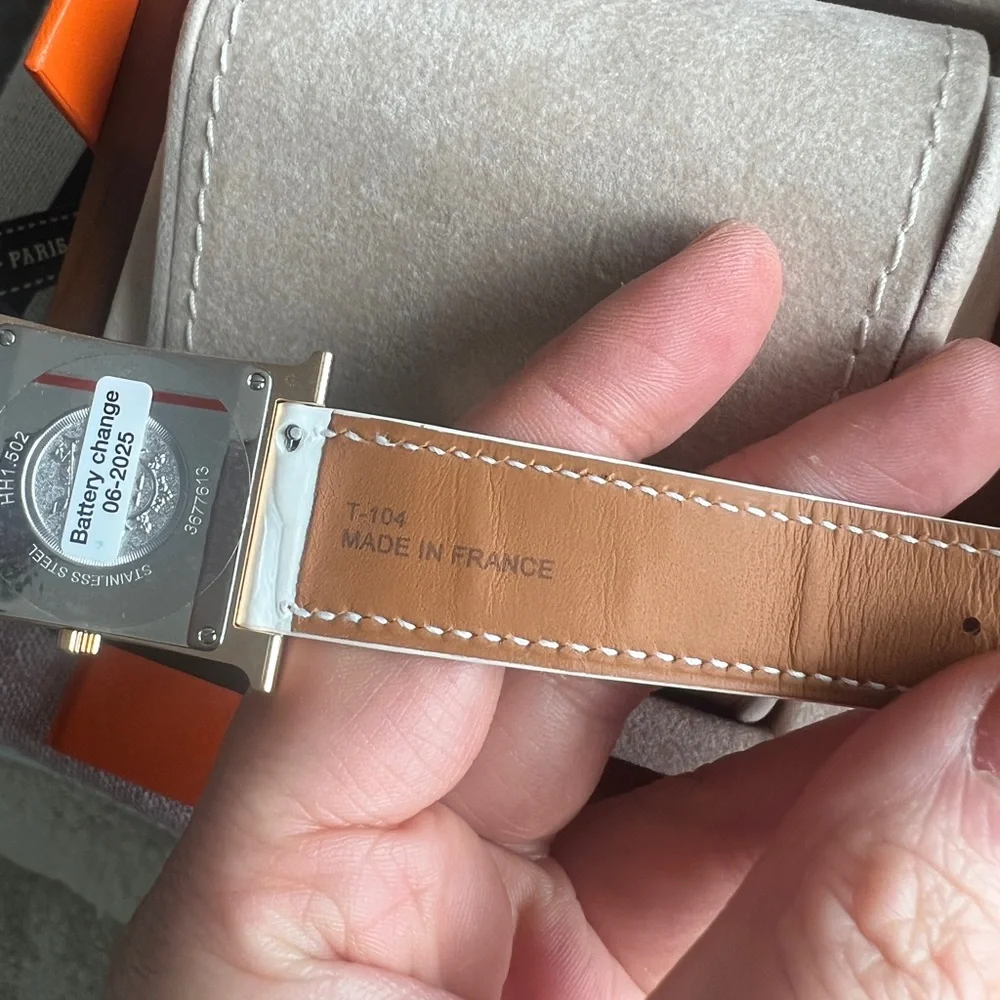 PARIS
HH1.502
Battery change
06-2025
3677613
STAINLESS STEEL
T-104
MADE IN FRANCE